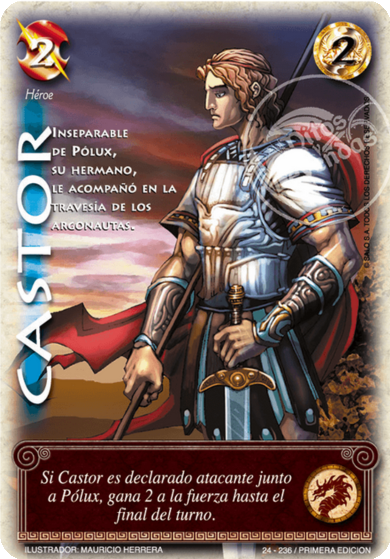 2
2
Héroe
CASTOR
INSEPARABLE
DE PÓLUX,
SU HERMANO,
LE ACOMPAÑÓ EN LA
TRAVESÍA DE LOS
ARGONAUTAS.
Si Castor es declarado atacante junto
a Pólux, gana 2 a la fuerza hasta el
final del turno.
ILUSTRADOR: MAURICIO HERRERA
24 - 236 / PRIMERA EDICION